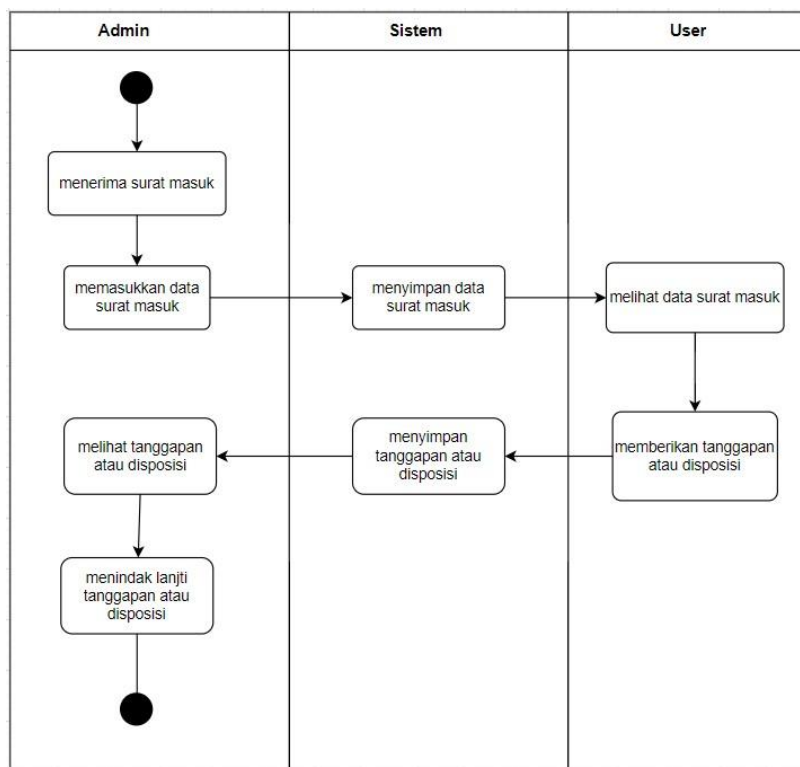 Admin
Sistem
User
menerima surat masuk
memasukkan data
surat masuk
menyimpan data
surat masuk
melihat data surat masuk
memberikan tanggapan
atau disposisi
menyimpan
tanggapan atau
disposisi
melihat tanggapan
atau disposisi
menindak lanjti
tanggapan atau
disposisi